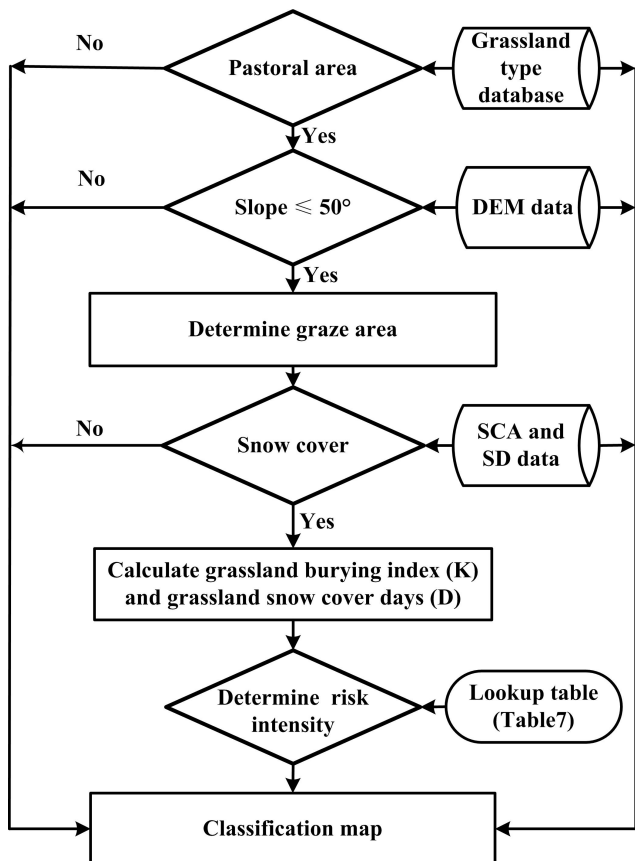 No
Pastoral area
Grassland
type
database
Yes
No
Slope ≤ 50°
DEM data
Yes
Determine graze area
No
Snow cover
SCA and
SD data
Yes
Calculate grassland burying index (K)
and grassland snow cover days (D)
Determine risk
intensity
Lookup table
(Table7)
Classification map